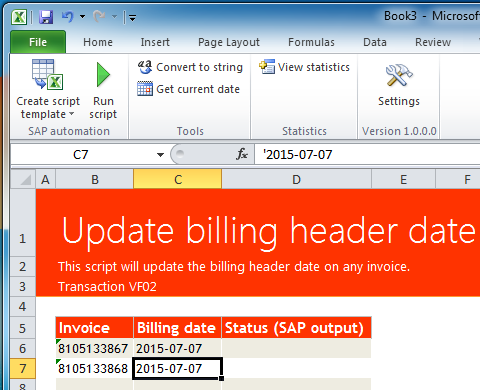 Book3 - Microsof
File Home Insert Page Layout Formulas Data Review
Create script template
Run script
SAP automation
Convert to string
Get current date
Tools
View statistics
Statistics
Settings
Version 1.0.0.0
C7 fx '2015-07-07
A B C D E F
1 Update billing header date
2 This script will update the billing header date on any invoice.
3 Transaction VF02
4
5 Invoice Billing date Status (SAP output)
6 8105133867 2015-07-07
7 8105133868 2015-07-07
8